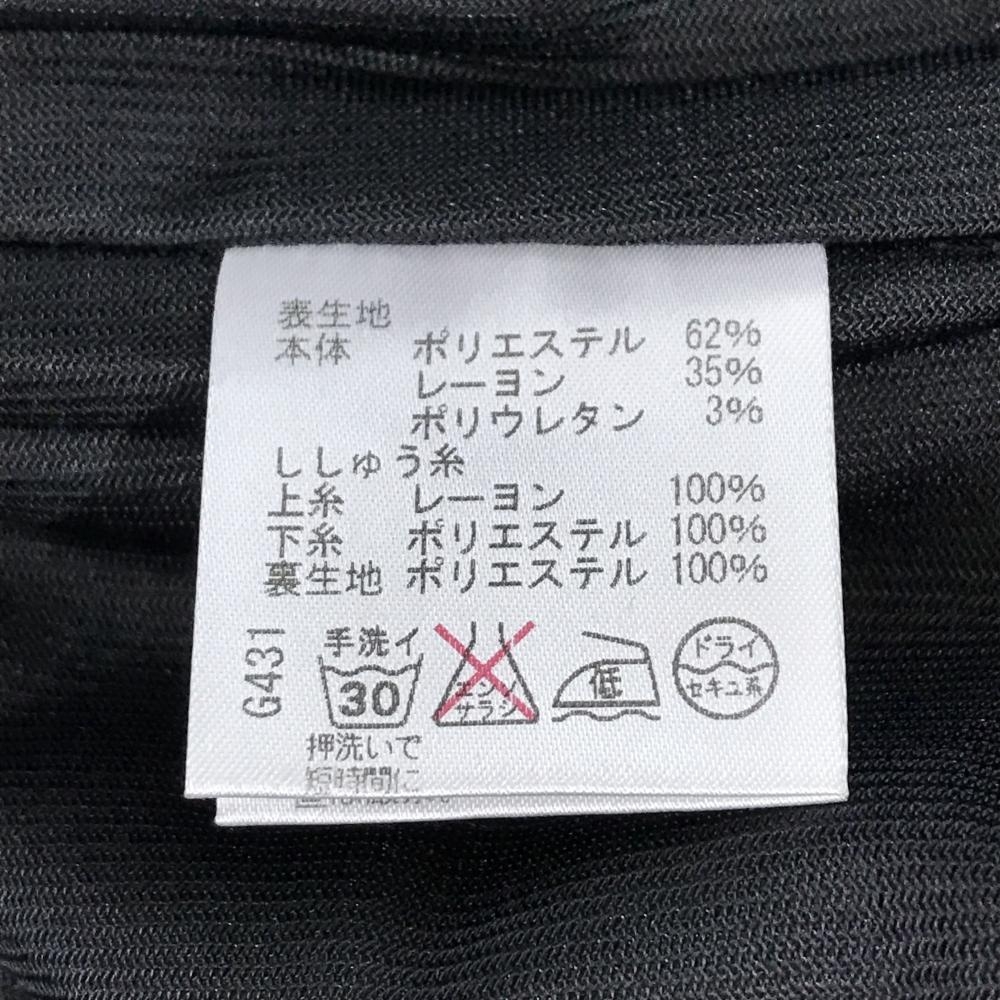 表生地
本体 ポリエステル 62%
レーヨン 35%
ポリウレタン 3%
ししゅう糸
上糸 レーヨン 100%
下糸 ポリエステル 100%
裏生地 ポリエステル 100%
G431
手洗イ
30
エンソ
サラシ
低
ドライ
セキユ系
押洗いで
短時間に